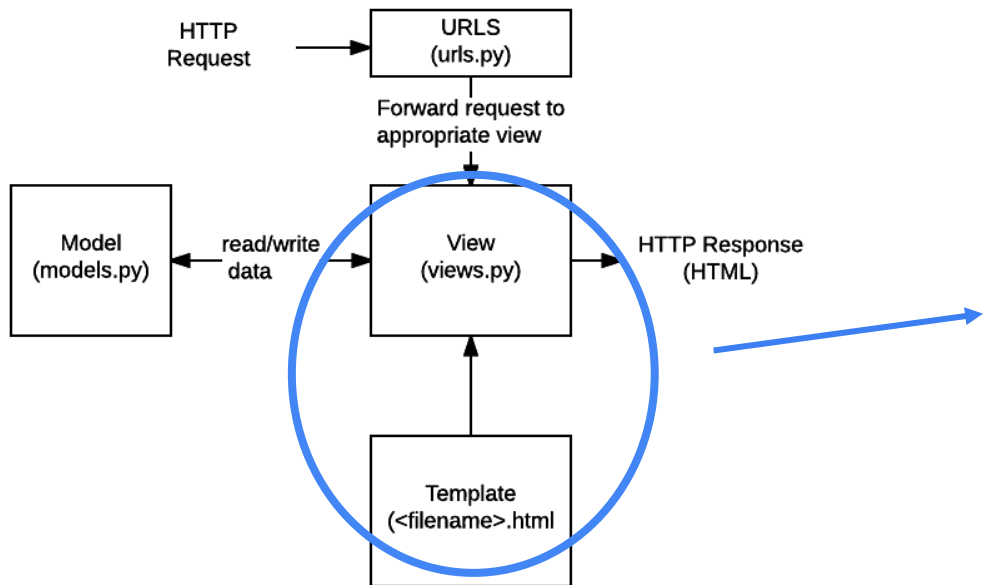 HTTP
Request
URLS
(urls.py)
Forward request to
appropriate view
Model
(models.py)
read/write
data
View
(views.py)
HTTP Response
(HTML)
Template
(<filename>.html